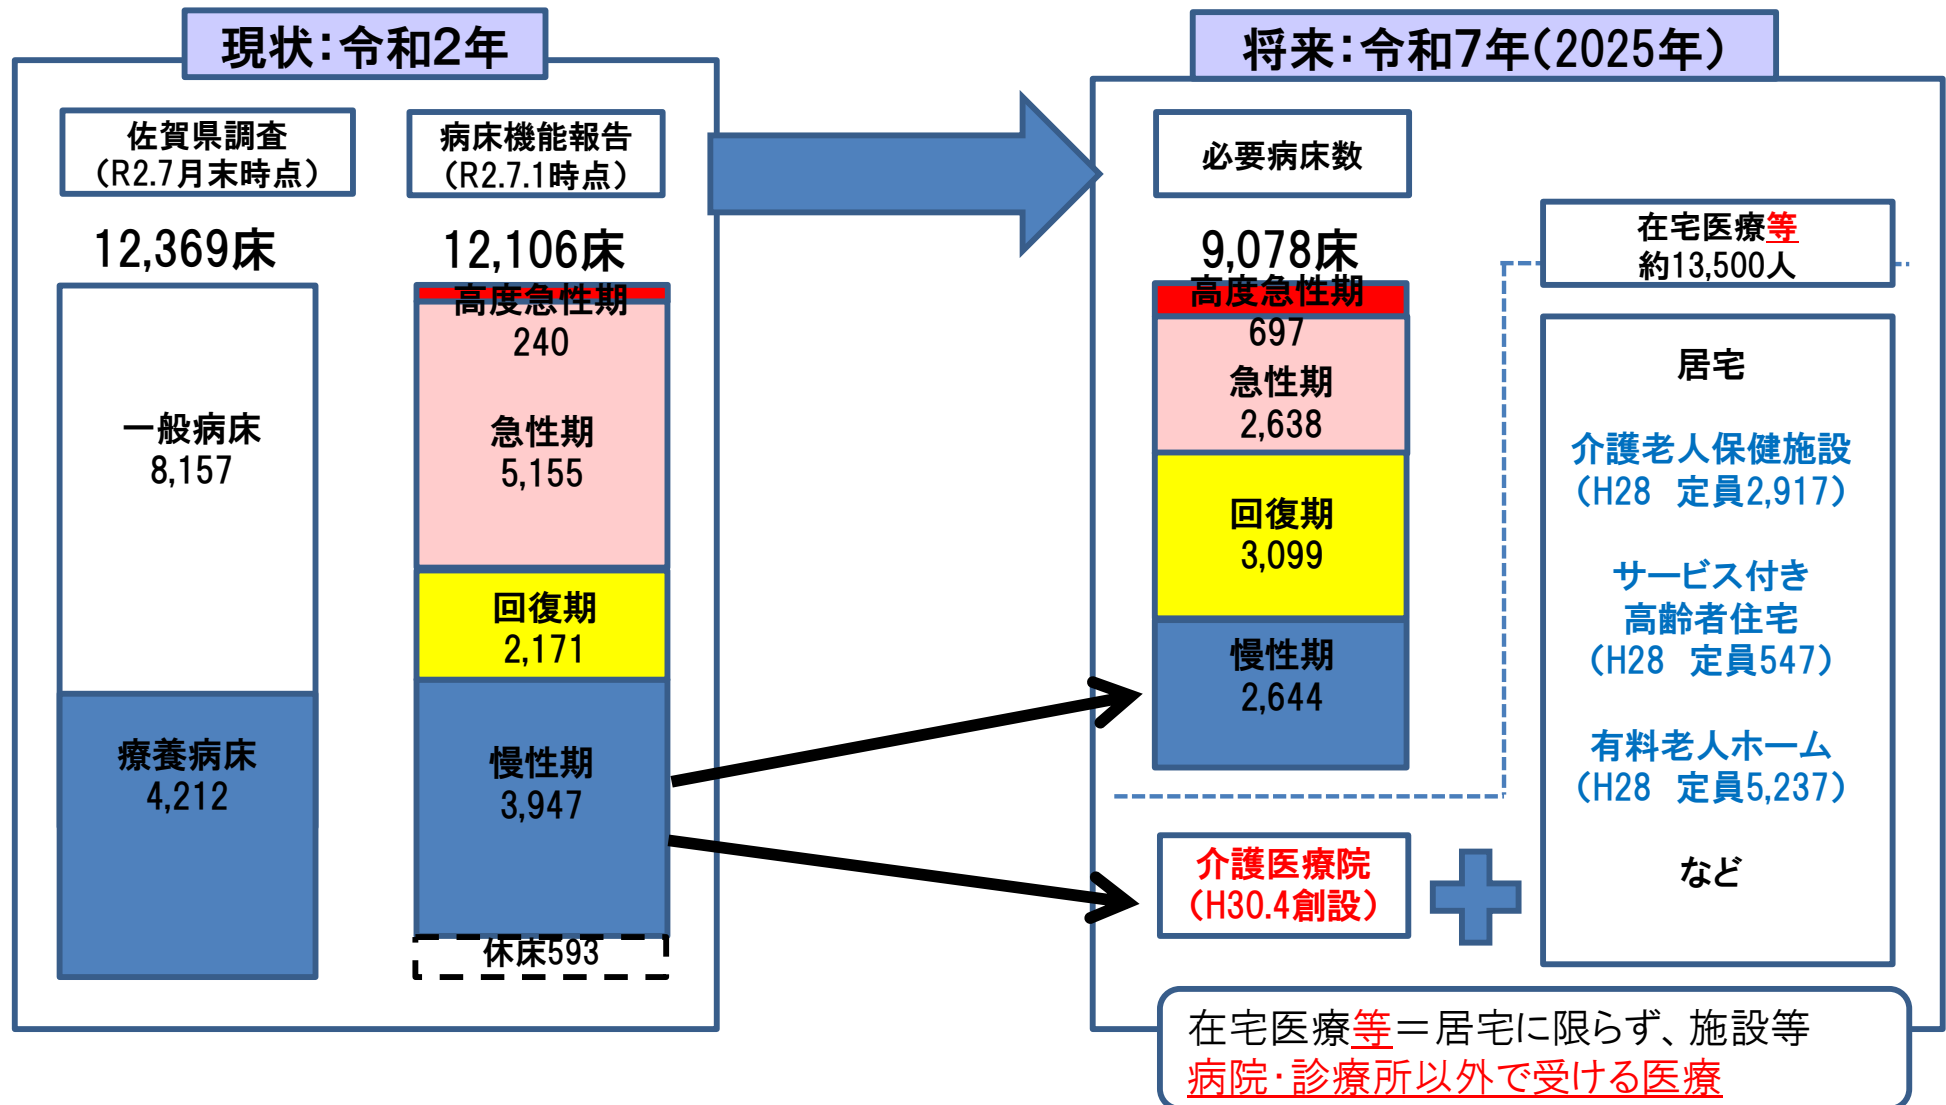 現状：令和2年
佐賀県調査
（R2.7月末時点）
12,369床
一般病床
8,157
療養病床
4,212
病床機能報告
（R2.7.1時点）
12,106床
高度急性期
240
急性期
5,155
回復期
2,171
慢性期
3,947
休床593
将来：令和7年（2025年）
必要病床数
9,078床
高度急性期
697
急性期
2,638
回復期
3,099
慢性期
2,644
介護医療院
（H30.4創設）
在宅医療等
約13,500人
居宅
介護老人保健施設
（H28　定員2,917）
サービス付き
高齢者住宅
（H28　定員547）
有料老人ホーム
（H28　定員5,237）
など
在宅医療等＝居宅に限らず、施設等
病院・診療所以外で受ける医療